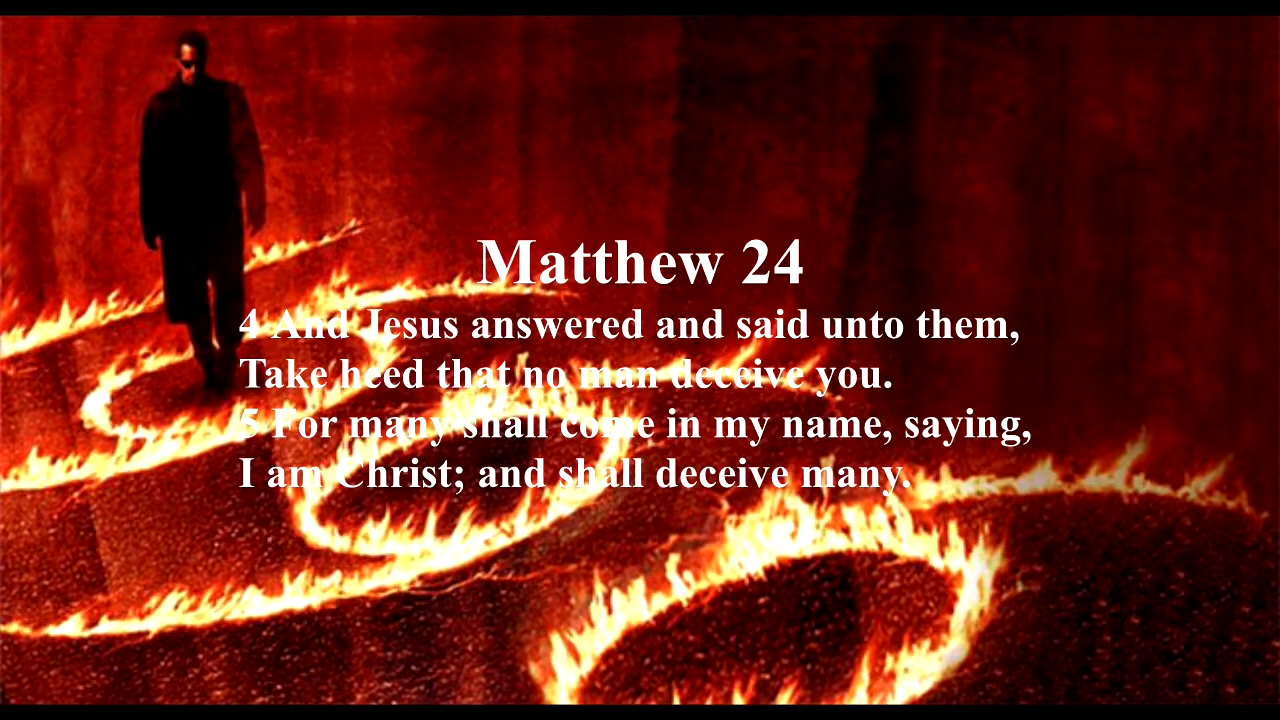 Matthew 24
4 And Jesus answered and said unto them,
Take heed that no man deceive you.
5 For many shall come in my name, saying,
I am Christ; and shall deceive many.